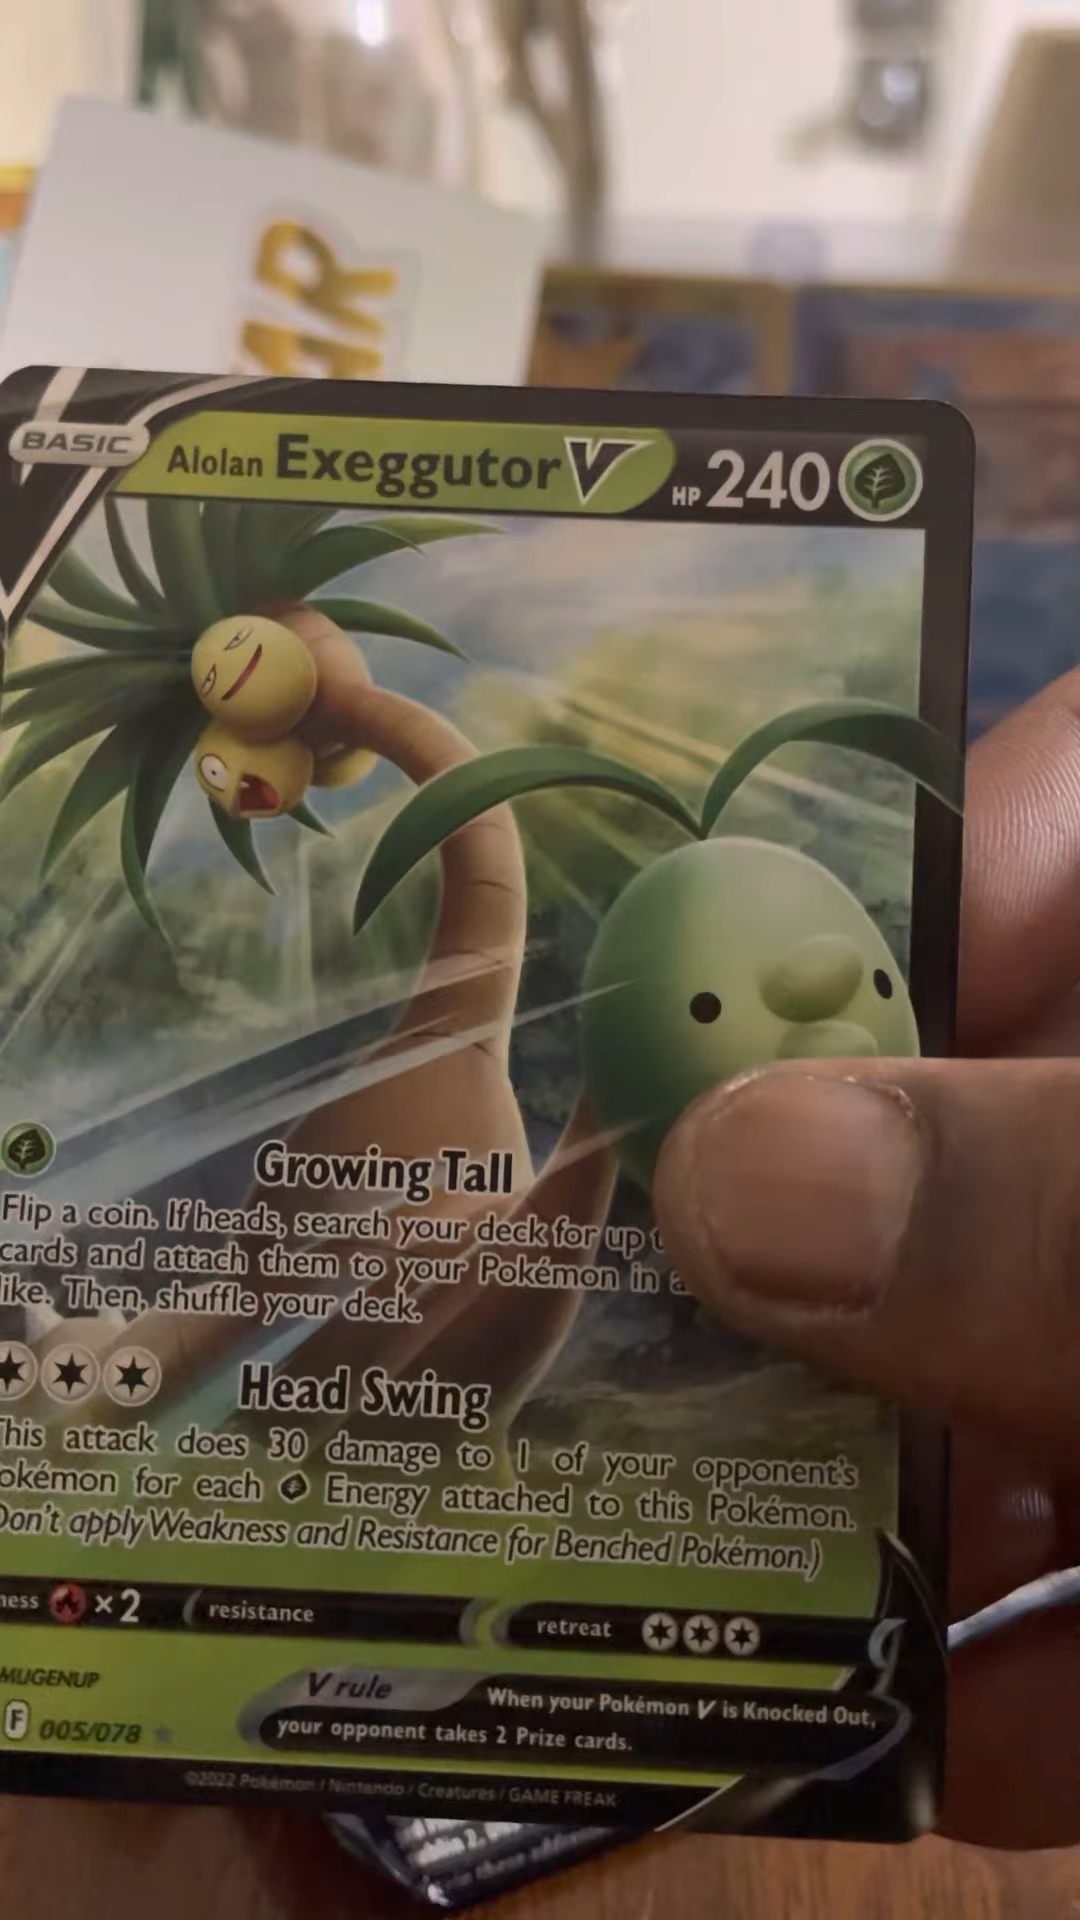 AR
BASIC
Alolan Exeggutor V HP 240
Growing Tall
Flip a coin. If heads, search your deck for up
cards and attach them to your Pokémon in a
like. Then, shuffle your deck.
Head Swing
This attack does 30 damage to 1 of your opponent's
okémon for each Energy attached to this Pokémon.
Don't apply Weakness and Resistance for Benched Pokémon.)
ness ×2 resistance retreat
MUGENUP
V rule When your Pokémon V is Knocked Out,
your opponent takes 2 Prize cards.
F 005/078
©2022 Pokémon / Nintendo / Creatures / GAME FREAK